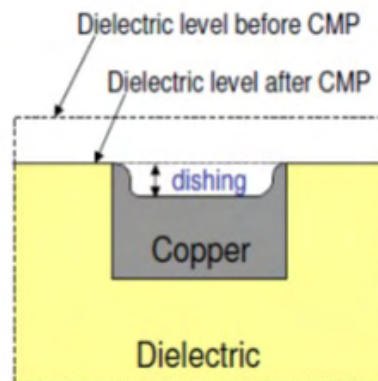 Dielectric level before CMP
Dielectric level after CMP
dishing
Copper
Dielectric